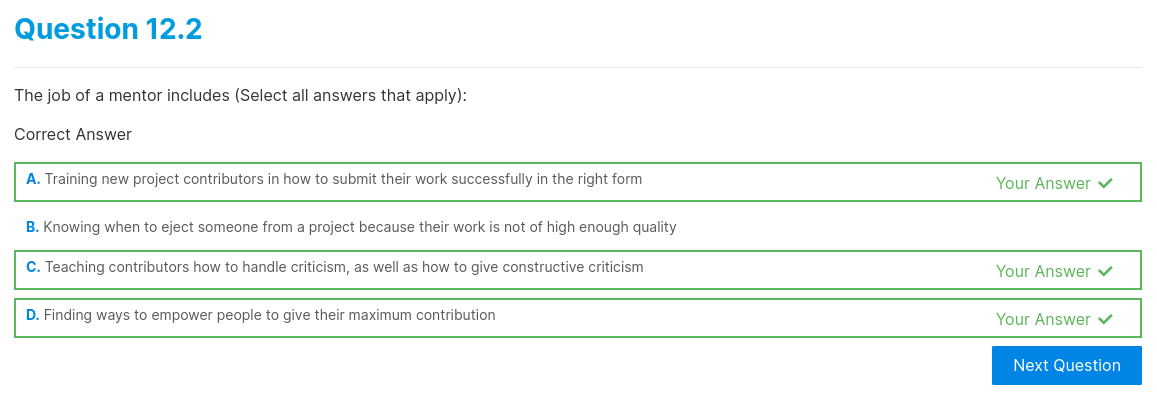 Question 12.2
The job of a mentor includes (Select all answers that apply):
Correct Answer
A. Training new project contributors in how to submit their work successfully in the right form
Your Answer ✔
B. Knowing when to eject someone from a project because their work is not of high enough quality
C. Teaching contributors how to handle criticism, as well as how to give constructive criticism
Your Answer ✔
D. Finding ways to empower people to give their maximum contribution
Your Answer ✔
Next Question